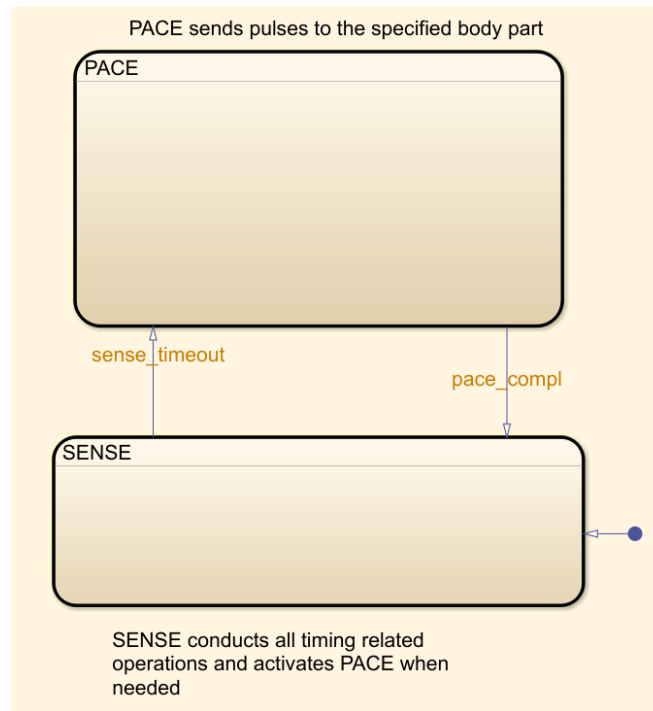 PACE sends pulses to the specified body part
PACE
sense_timeout
pace_compl
SENSE
SENSE conducts all timing related
operations and activates PACE when
needed